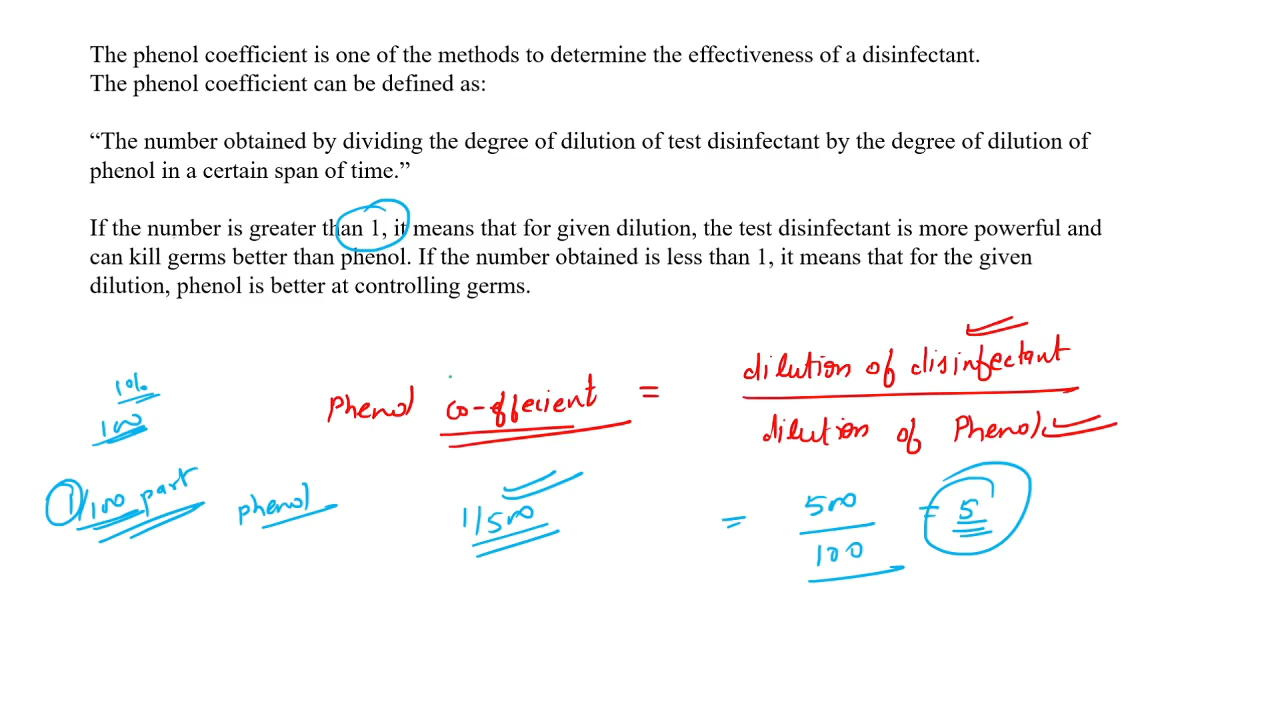 The phenol coefficient is one of the methods to determine the effectiveness of a disinfectant.
The phenol coefficient can be defined as:
“The number obtained by dividing the degree of dilution of test disinfectant by the degree of dilution of
phenol in a certain span of time.”
If the number is greater than 1, it means that for given dilution, the test disinfectant is more powerful and
can kill germs better than phenol. If the number obtained is less than 1, it means that for the given
dilution, phenol is better at controlling germs.
1%
100
Phenol co-efficient = dilution of disinfectant
dilution of Phenol
1/100 part phenol 1/500 = 500 = 5
100